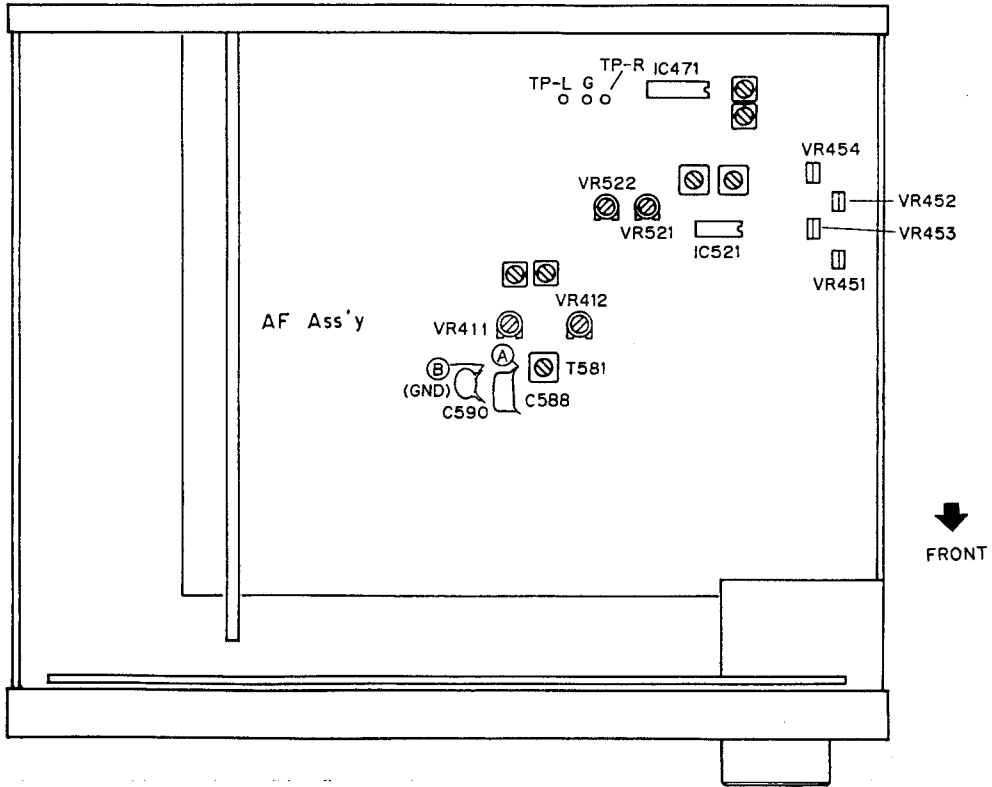 TP-R
IC471
TP-L G
VR454
VR522
VR452
VR521
VR453
IC521
VR451
VR412
AF Ass'y
VR411
A
B
T581
(GND)
C588
C590
FRONT